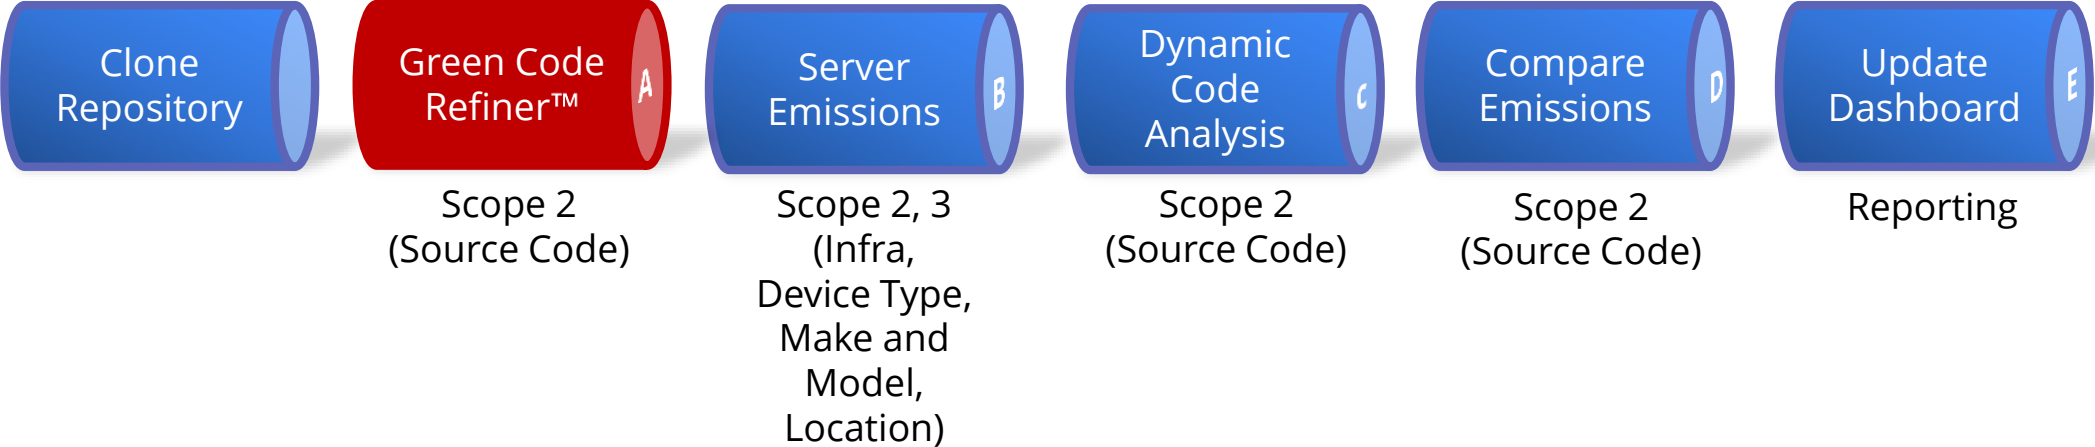 Clone
Repository
Green Code
Refiner™
A
Server
Emissions
B
Dynamic
Code
Analysis
C
Compare
Emissions
D
Update
Dashboard
E
Scope 2
(Source Code)
Scope 2, 3
(Infra,
Device Type,
Make and
Model,
Location)
Scope 2
(Source Code)
Scope 2
(Source Code)
Reporting